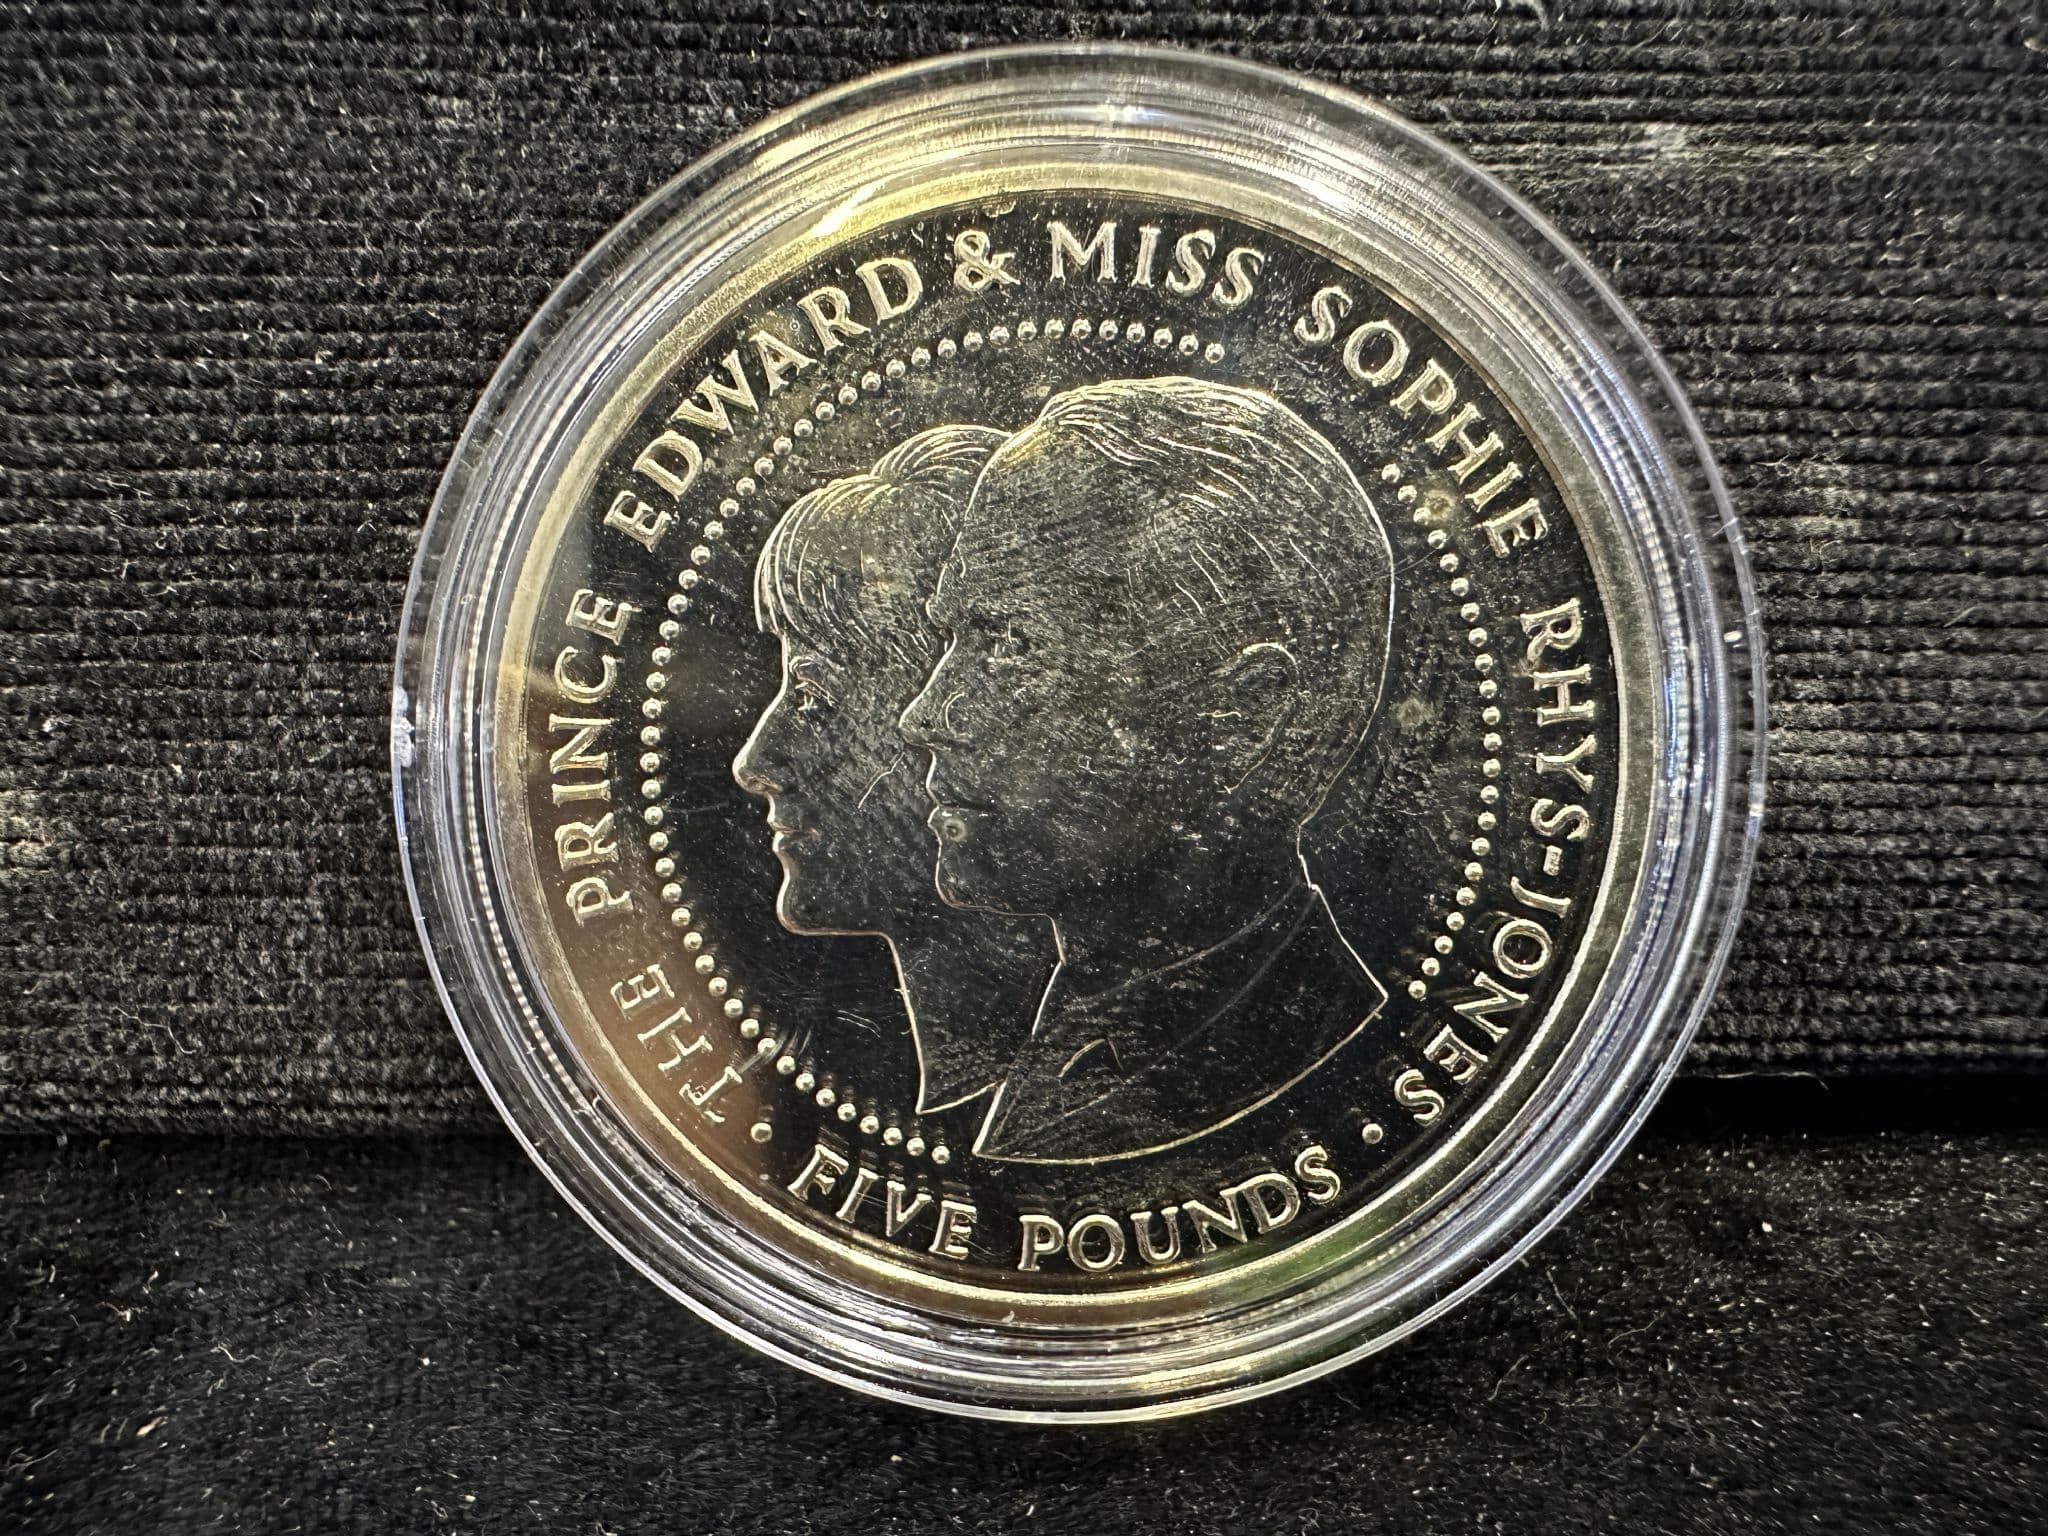 THE PRINCE EDWARD & MISS SOPHIE RHYS-JONES
· FIVE POUNDS ·